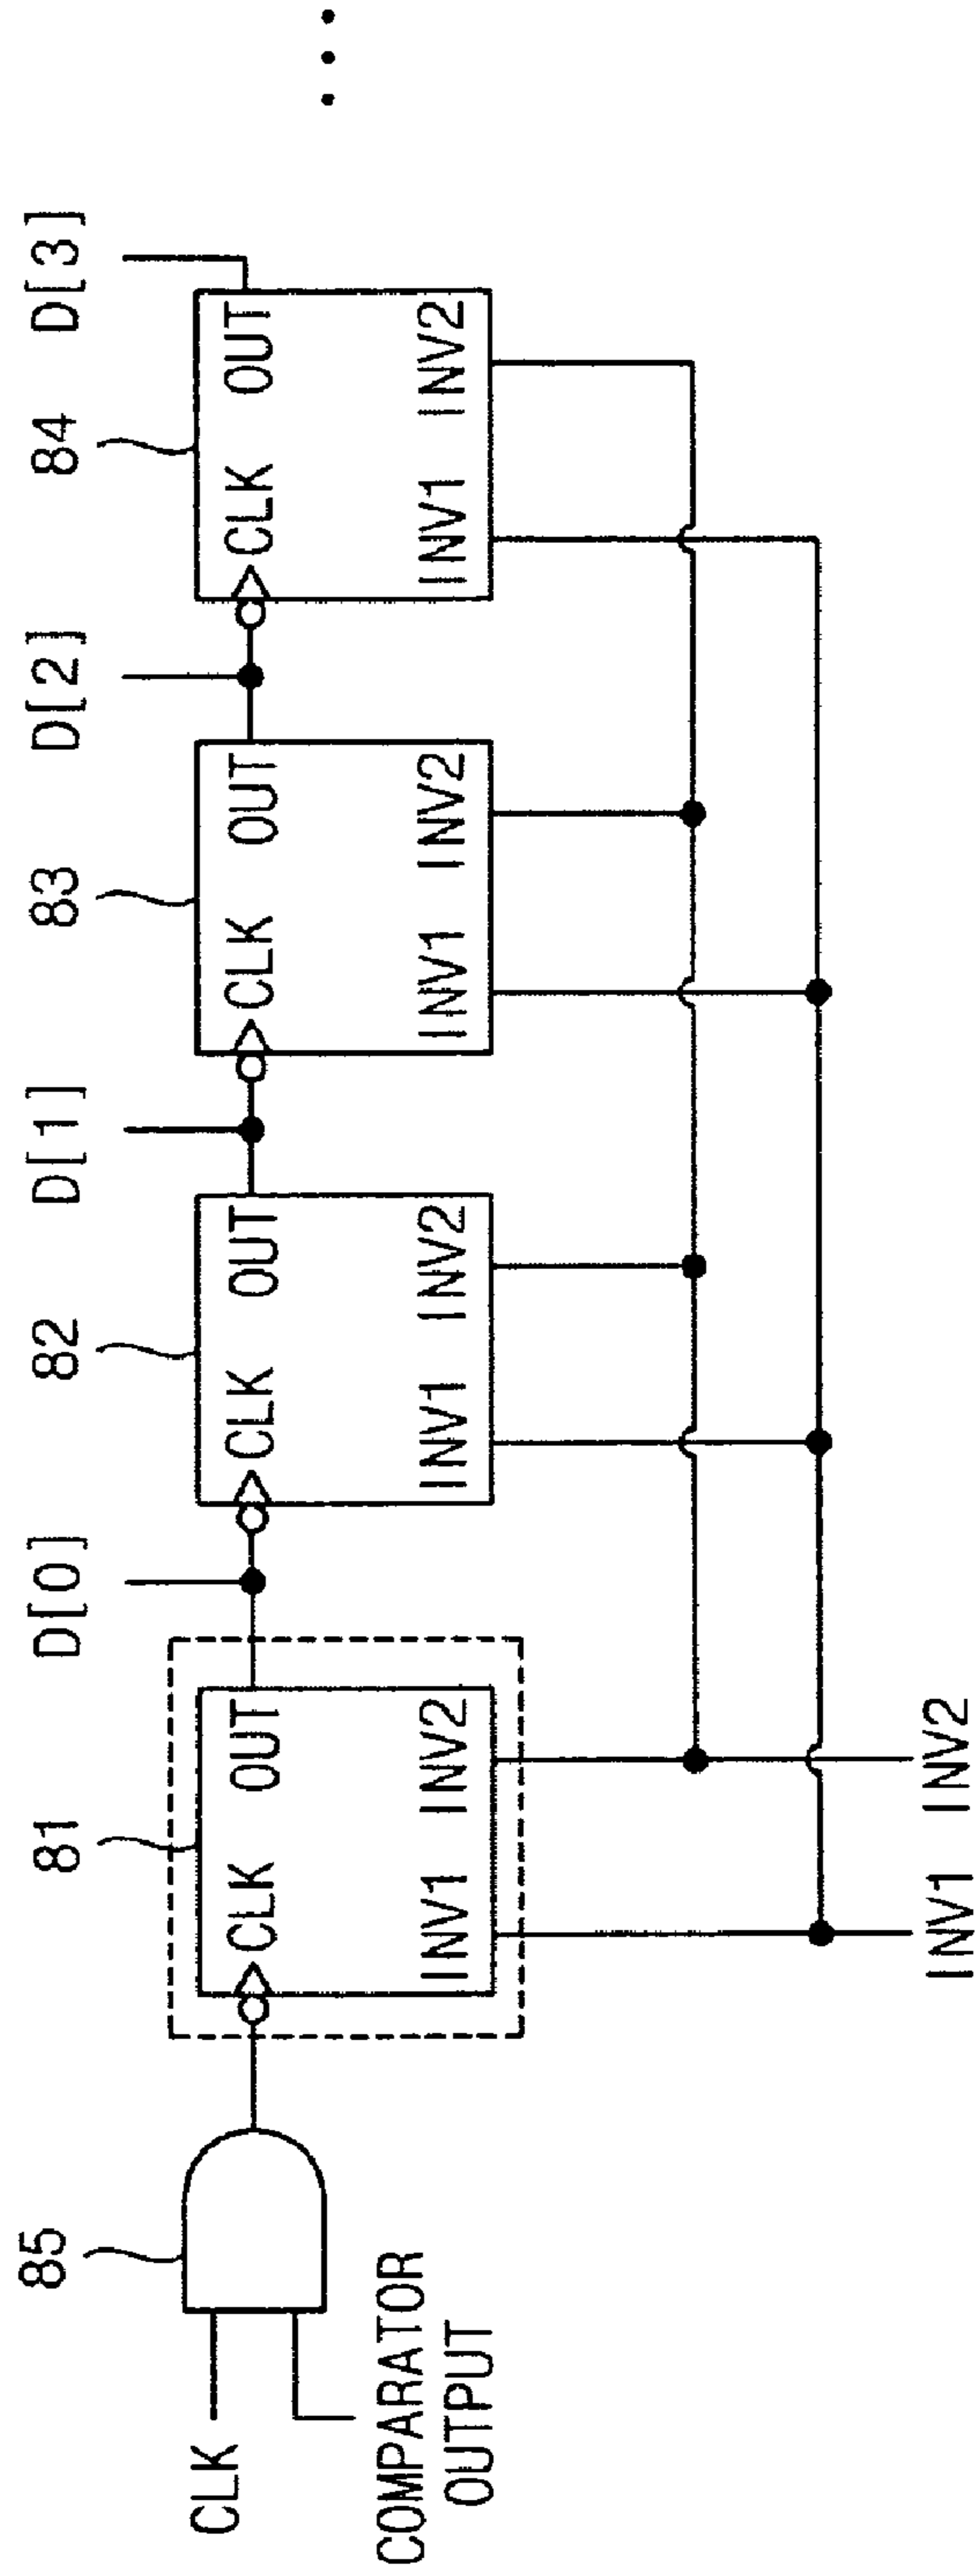 D[0] D[1] D[2] D[3]
85 81 82 83 84
CLK OUT CLK OUT CLK OUT CLK OUT
INV1 INV2 INV1 INV2 INV1 INV2 INV1 INV2
CLK
COMPARATOR
OUTPUT
INV1 INV2